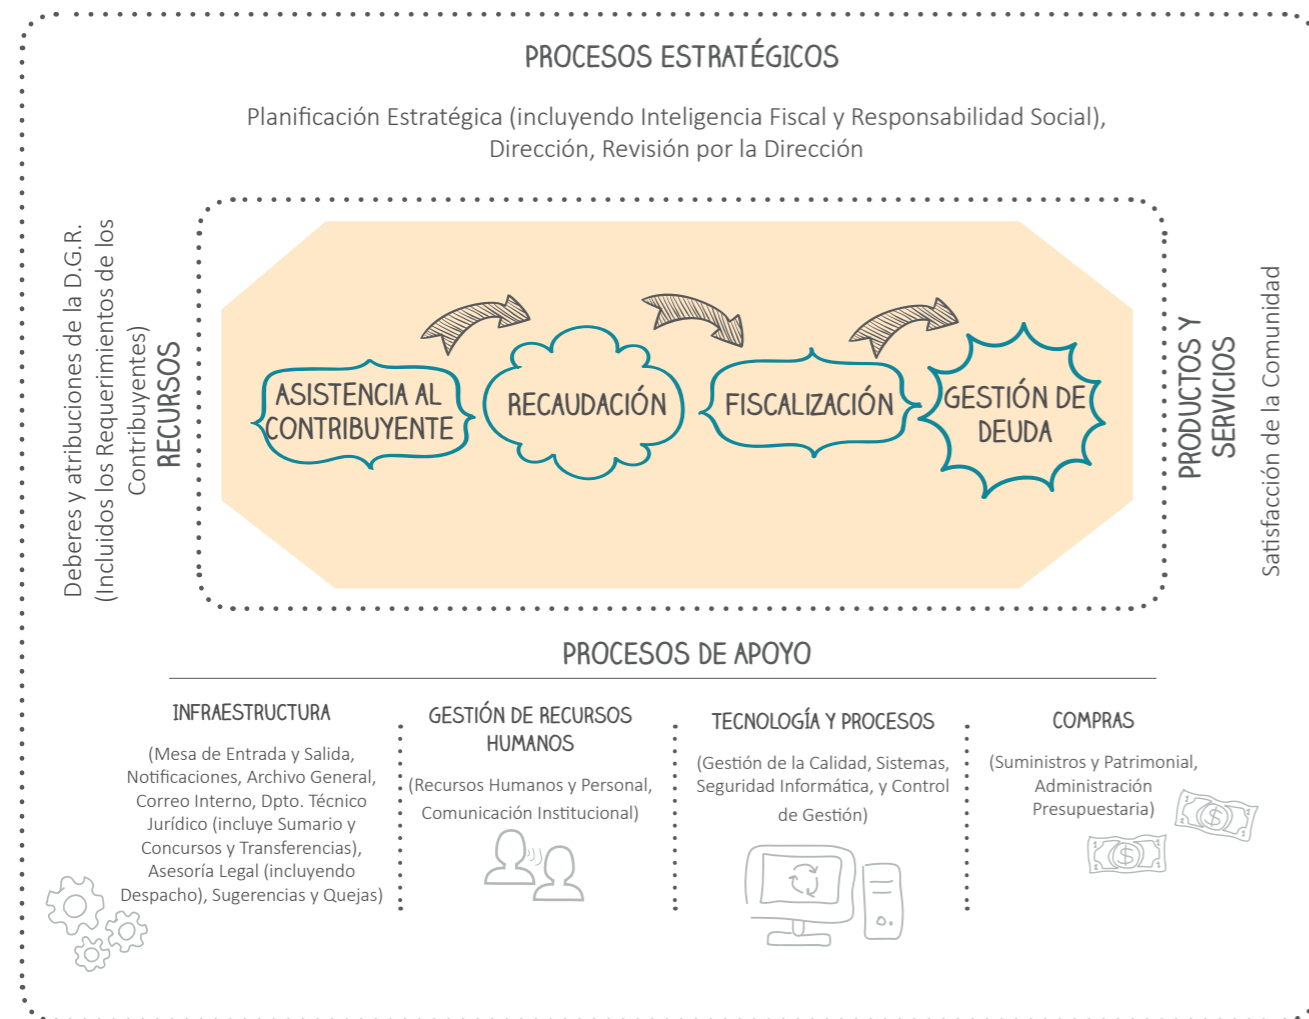 PROCESOS ESTRATÉGICOS
Planificación Estratégica (incluyendo Inteligencia Fiscal y Responsabilidad Social),
Dirección, Revisión por la Dirección
Deberes y atribuciones de la D.G.R.
(Incluidos los Requerimientos de los
Contribuyentes)
RECURSOS
ASISTENCIA AL
CONTRIBUYENTE
RECAUDACIÓN
FISCALIZACIÓN
GESTIÓN DE
DEUDA
PRODUCTOS Y
SERVICIOS
Satisfacción de la Comunidad
PROCESOS DE APOYO
INFRAESTRUCTURA
(Mesa de Entrada y Salida,
Notificaciones, Archivo General,
Correo Interno, Dpto. Técnico
Jurídico (incluye Sumario y
Concursos y Transferencias),
Asesoría Legal (incluyendo
Despacho), Sugerencias y Quejas)
GESTIÓN DE RECURSOS
HUMANOS
(Recursos Humanos y Personal,
Comunicación Institucional)
TECNOLOGÍA Y PROCESOS
(Gestión de la Calidad, Sistemas,
Seguridad Informática, y Control
de Gestión)
COMPRAS
(Suministros y Patrimonial,
Administración
Presupuestaria)
$
$